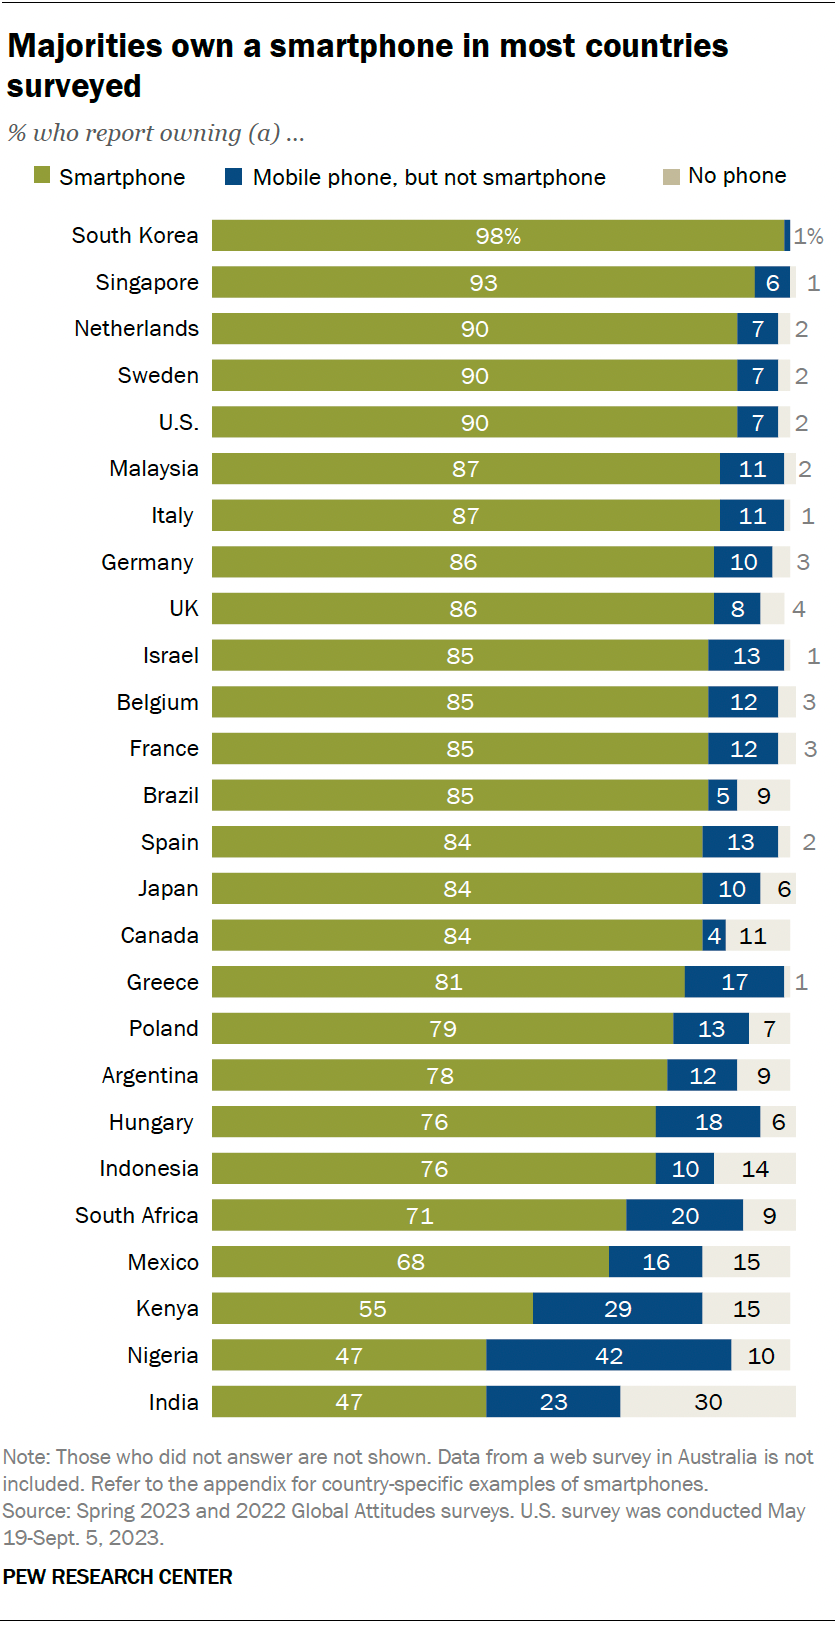 Majorities own a smartphone in most countries
surveyed
% who report owning (a) ...
Smartphone Mobile phone, but not smartphone No phone
South Korea 98% 1%
Singapore 93 6 1
Netherlands 90 7 2
Sweden 90 7 2
U.S. 90 7 2
Malaysia 87 11 2
Italy 87 11 1
Germany 86 10 3
UK 86 8 4
Israel 85 13 1
Belgium 85 12 3
France 85 12 3
Brazil 85 5 9
Spain 84 13 2
Japan 84 10 6
Canada 84 4 11
Greece 81 17 1
Poland 79 13 7
Argentina 78 12 9
Hungary 76 18 6
Indonesia 76 10 14
South Africa 71 20 9
Mexico 68 16 15
Kenya 55 29 15
Nigeria 47 42 10
India 47 23 30
Note: Those who did not answer are not shown. Data from a web survey in Australia is not
included. Refer to the appendix for country-specific examples of smartphones.
Source: Spring 2023 and 2022 Global Attitudes surveys. U.S. survey was conducted May
19-Sept. 5, 2023.
PEW RESEARCH CENTER